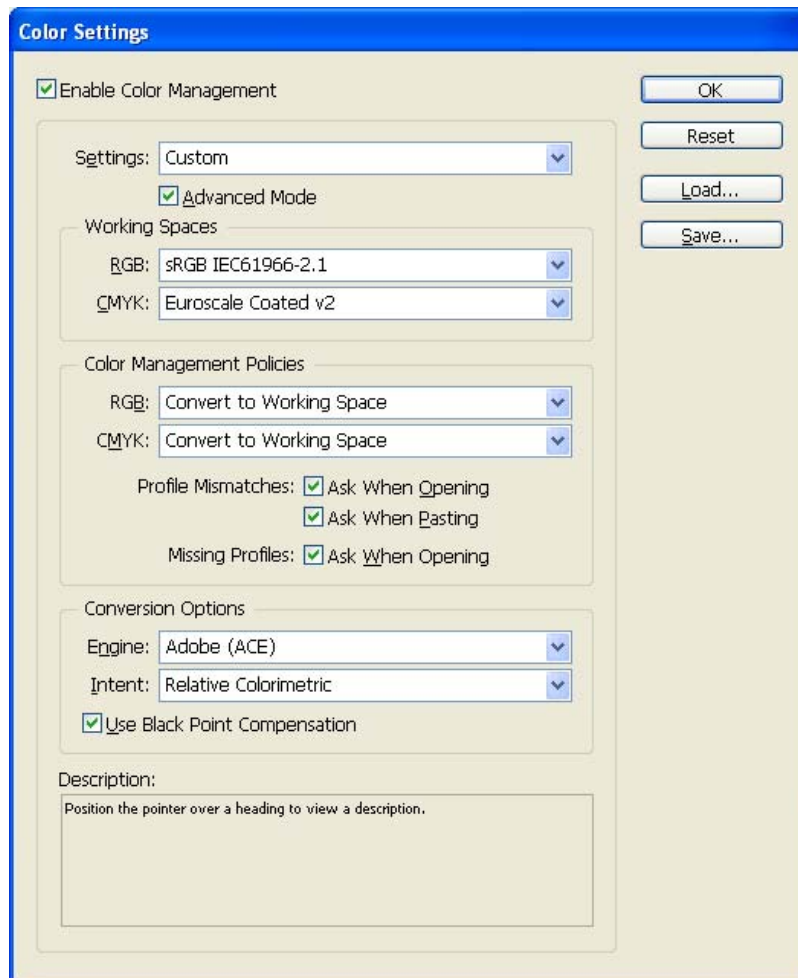 Color Settings
Enable Color Management
OK
Reset
Load...
Save...
Settings: Custom
Advanced Mode
Working Spaces
RGB: sRGB IEC61966-2.1
CMYK: Euroscale Coated v2
Color Management Policies
RGB: Convert to Working Space
CMYK: Convert to Working Space
Profile Mismatches: Ask When Opening
Ask When Pasting
Missing Profiles: Ask When Opening
Conversion Options
Engine: Adobe (ACE)
Intent: Relative Colorimetric
Use Black Point Compensation
Description:
Position the pointer over a heading to view a description.